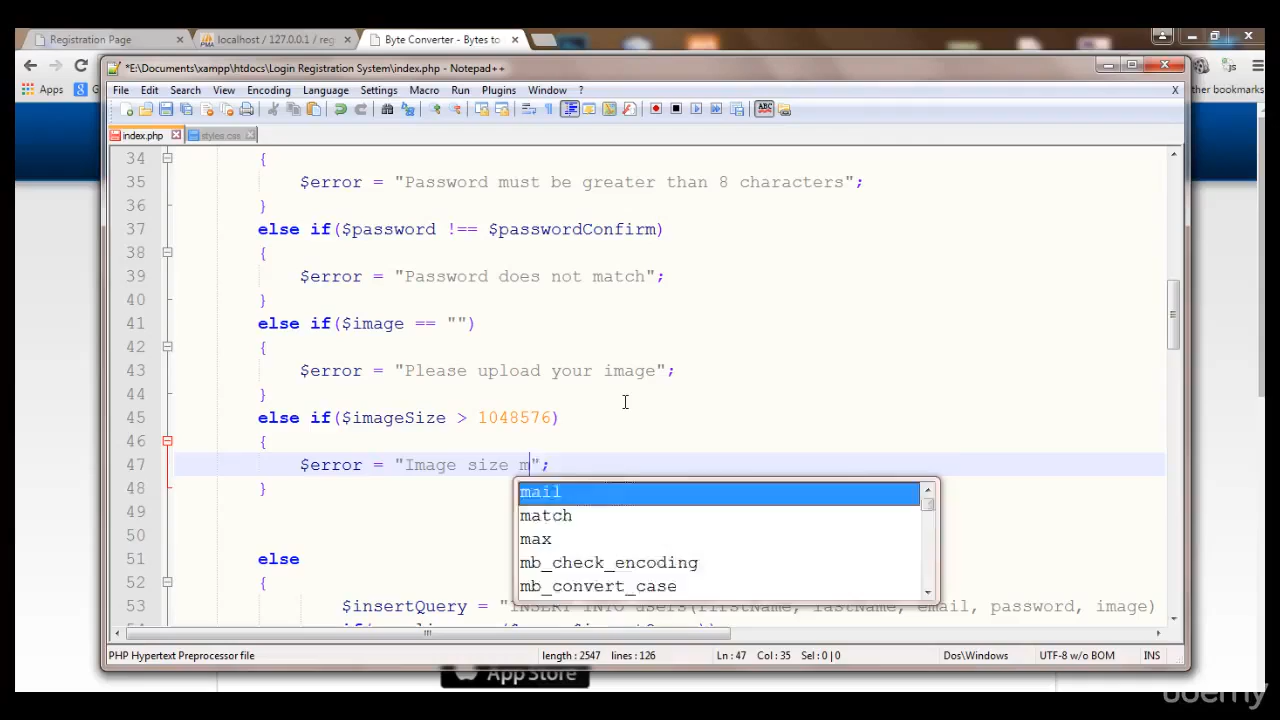 Registration Page
localhost / 127.0.0.1 / reg
Byte Converter - Bytes to
Apps
ther bookmarks
*E:\Documents\xampp\htdocs\Login Registration System\index.php - Notepad++
File Edit Search View Encoding Language Settings Macro Run Plugins Window ? X
index.php styles.css
34 {
35 $error = "Password must be greater than 8 characters";
36 }
37 else if($password !== $passwordConfirm)
38 {
39 $error = "Password does not match";
40 }
41 else if($image == "")
42 {
43 $error = "Please upload your image";
44 }
45 else if($imageSize > 1048576)
46 {
47 $error = "Image size m";
48 }
49
50
51 else
52 {
53 $insertQuery = "INSERT INTO users(firstName, lastName, email, password, image)
mail
match
max
mb_check_encoding
mb_convert_case
PHP Hypertext Preprocessor file length : 2547 lines : 126 Ln : 47 Col : 35 Sel : 0 | 0 Dos\Windows UTF-8 w/o BOM INS
App Store
udemy